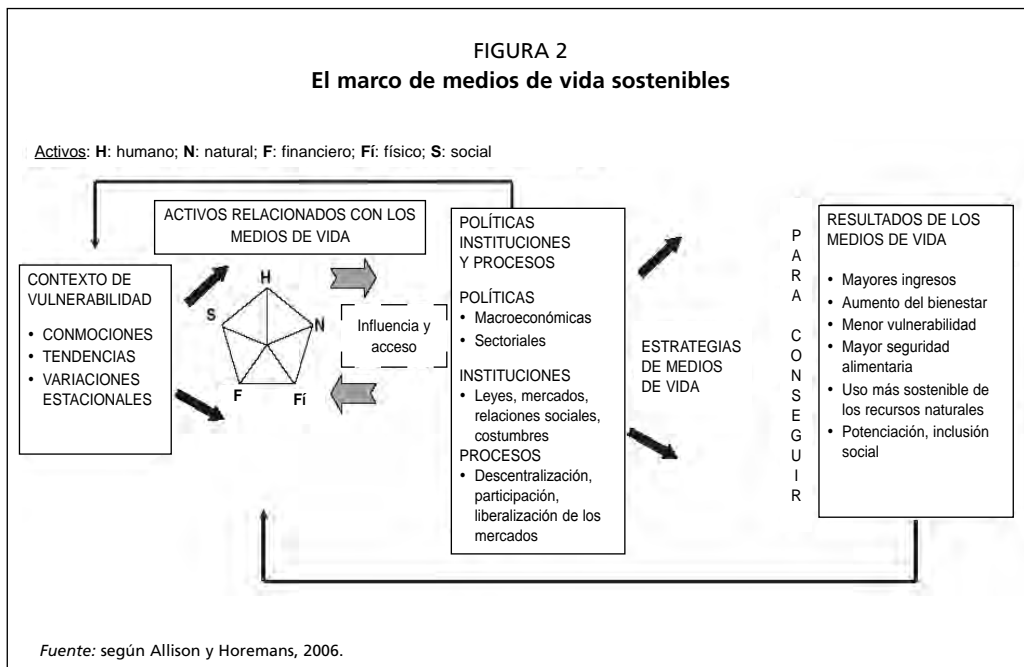 FIGURA 2
El marco de medios de vida sostenibles
Activos: H: humano; N: natural; F: financiero; Fí: físico; S: social
ACTIVOS RELACIONADOS CON LOS
MEDIOS DE VIDA
CONTEXTO DE
VULNERABILIDAD
• CONMOCIONES
• TENDENCIAS
• VARIACIONES
ESTACIONALES
H
S
N
F
Fí
Influencia y
acceso
POLÍTICAS
INSTITUCIONES
Y PROCESOS
POLÍTICAS
• Macroeconómicas
• Sectoriales
INSTITUCIONES
• Leyes, mercados,
relaciones sociales,
costumbres
PROCESOS
• Descentralización,
participación,
liberalización de los
mercados
ESTRATEGIAS
DE MEDIOS
DE VIDA
P
A
R
A
C
O
N
S
E
G
U
I
R
RESULTADOS DE LOS
MEDIOS DE VIDA
• Mayores ingresos
• Aumento del bienestar
• Menor vulnerabilidad
• Mayor seguridad
alimentaria
• Uso más sostenible de
los recursos naturales
• Potenciación, inclusión
social
Fuente: según Allison y Horemans, 2006.